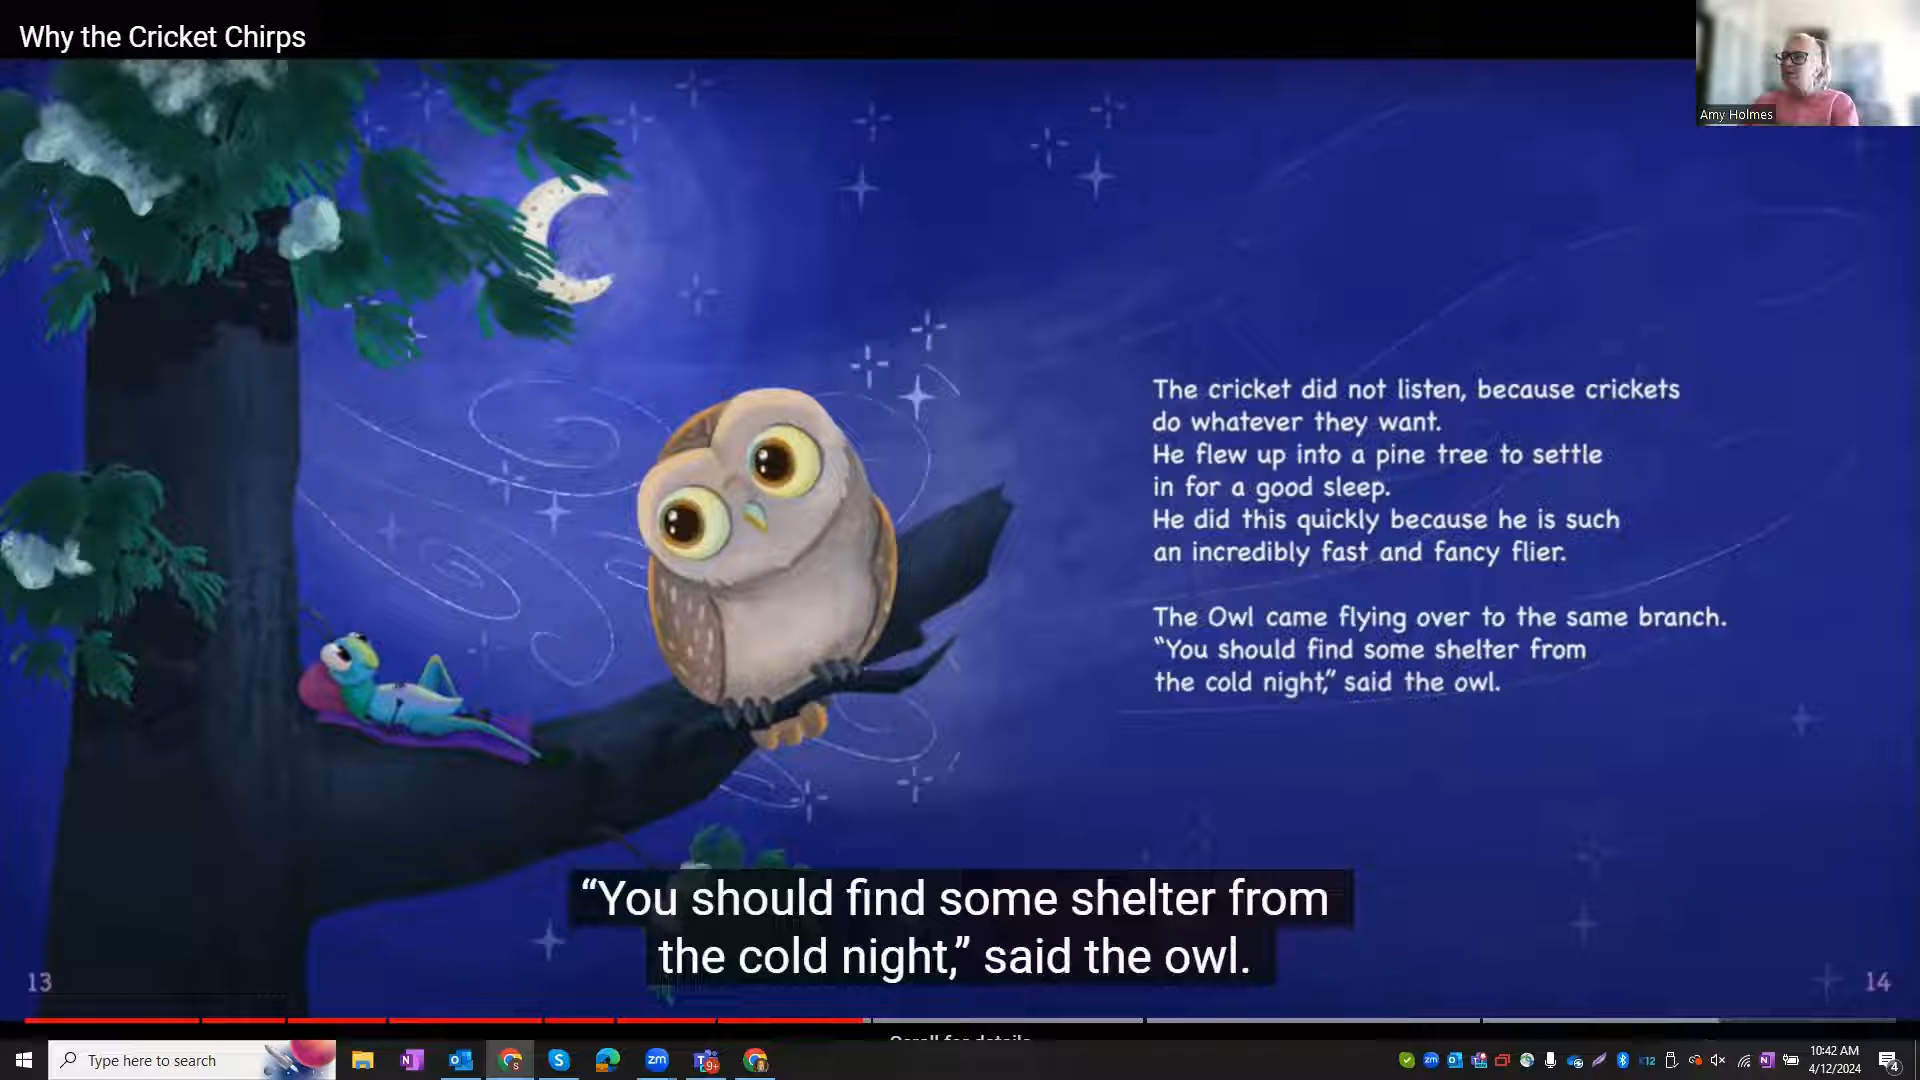 Why the Cricket Chirps
Amy Holmes
The cricket did not listen, because crickets
do whatever they want.
He flew up into a pine tree to settle
in for a good sleep.
He did this quickly because he is such
an incredibly fast and fancy flier.
The Owl came flying over to the same branch.
“You should find some shelter from
the cold night,” said the owl.
“You should find some shelter from
the cold night,” said the owl.
13
14
Scroll for details
Type here to search
10:42 AM
4/12/2024